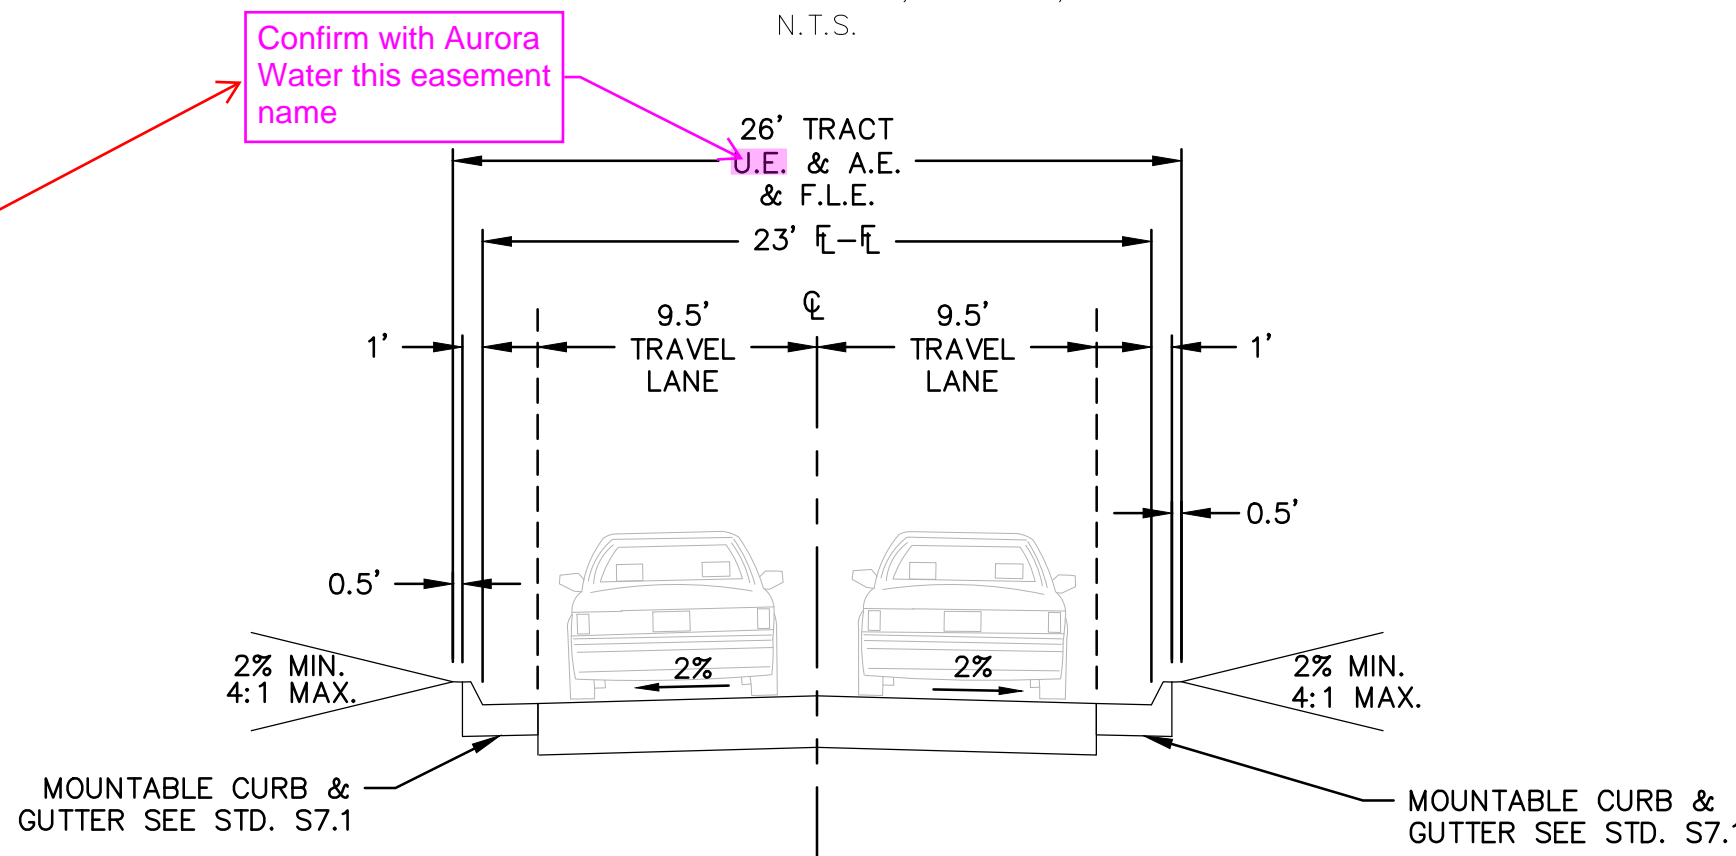 N.T.S.
Confirm with Aurora
Water this easement
name
26' TRACT
U.E. & A.E.
& F.L.E.
23' FL-FL
CL
9.5'
TRAVEL
LANE
9.5'
TRAVEL
LANE
1'
1'
0.5'
0.5'
2% MIN.
4:1 MAX.
2%
2%
2% MIN.
4:1 MAX.
MOUNTABLE CURB &
GUTTER SEE STD. S7.1
MOUNTABLE CURB &
GUTTER SEE STD. S7.1